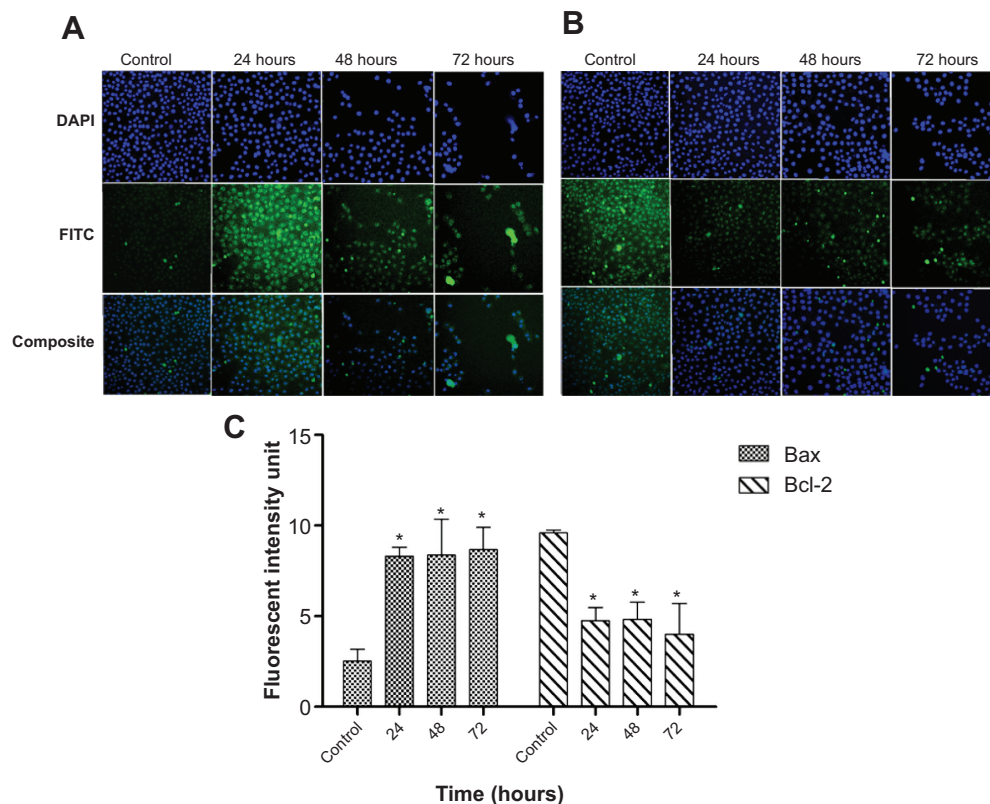 A
B
Control 24 hours 48 hours 72 hours
Control 24 hours 48 hours 72 hours
DAPI
FITC
Composite
C
Fluorescent intensity unit
15
10
5
0
* * *
* * *
Bax
Bcl-2
Control 24 48 72
Control 24 48 72
Time (hours)